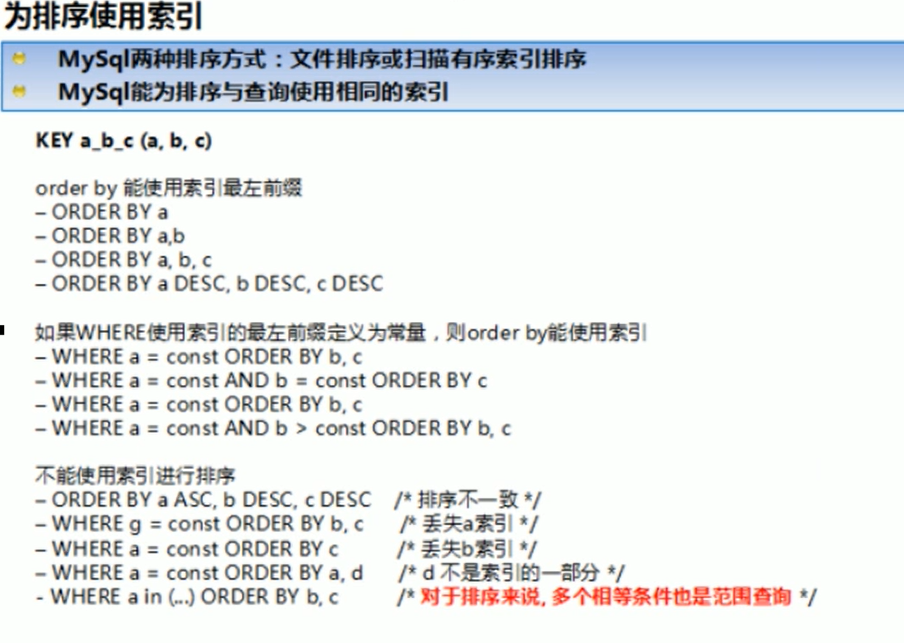 为排序使用索引
MySql两种排序方式：文件排序或扫描有序索引排序
MySql能为排序与查询使用相同的索引
KEY a_b_c (a, b, c)
order by 能使用索引最左前缀
– ORDER BY a
– ORDER BY a,b
– ORDER BY a, b, c
– ORDER BY a DESC, b DESC, c DESC
如果WHERE使用索引的最左前缀定义为常量，则order by能使用索引
– WHERE a = const ORDER BY b, c
– WHERE a = const AND b = const ORDER BY c
– WHERE a = const ORDER BY b, c
– WHERE a = const AND b > const ORDER BY b, c
不能使用索引进行排序
– ORDER BY a ASC, b DESC, c DESC /* 排序不一致 */
– WHERE g = const ORDER BY b, c /* 丢失a索引 */
– WHERE a = const ORDER BY c /* 丢失b索引 */
– WHERE a = const ORDER BY a, d /* d 不是索引的一部分 */
- WHERE a in (...) ORDER BY b, c /* 对于排序来说, 多个相等条件也是范围查询 */